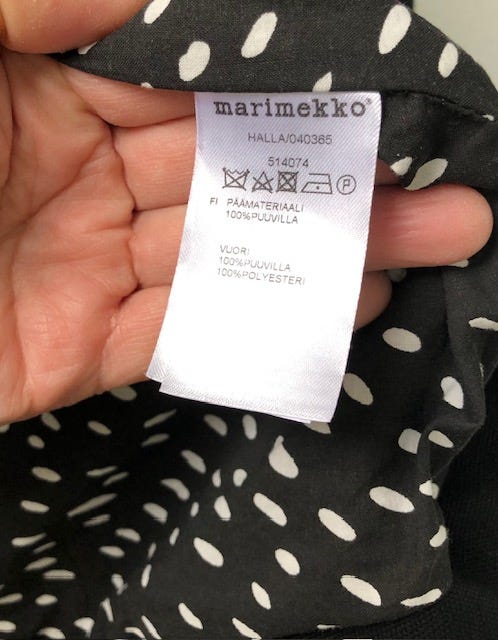 marimekko®
HALLA/040365
514074
P
FI PÄÄMATERIAALI
100%PUUVILLA
VUORI
100%PUUVILLA
100%POLYESTERI